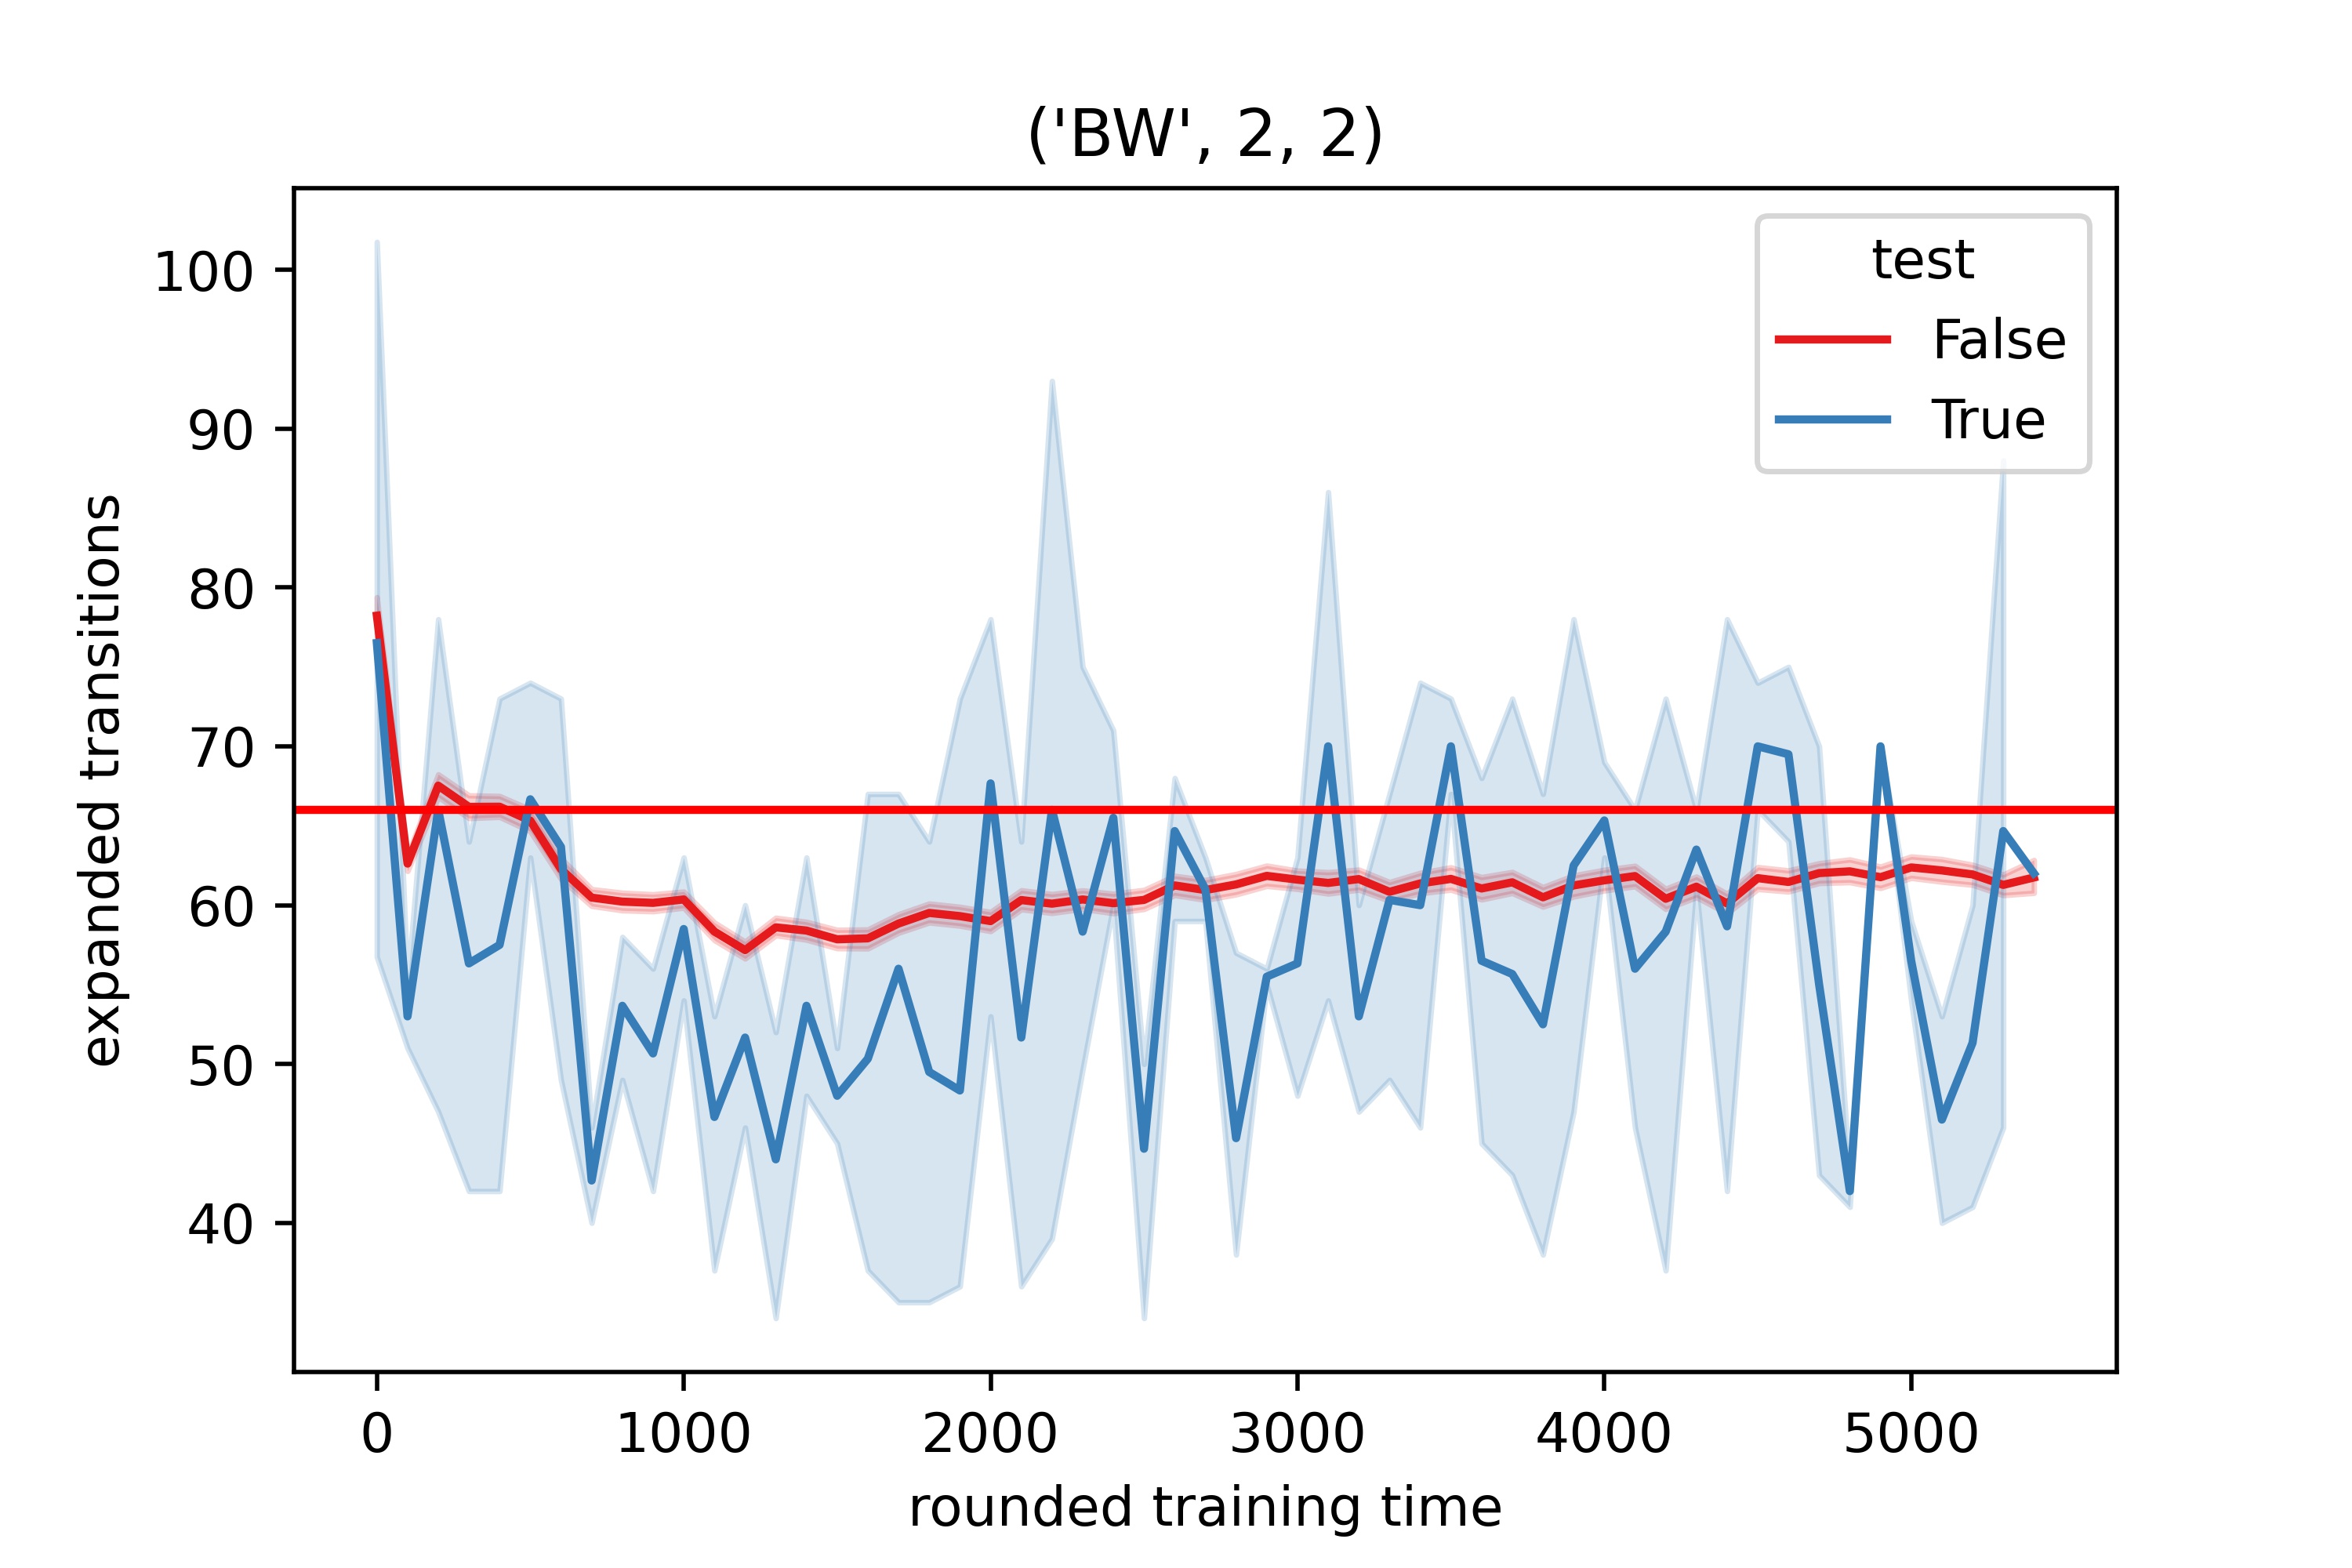 ('BW', 2, 2)
test
False
True
expanded transitions
100
90
80
70
60
50
40
0 1000 2000 3000 4000 5000
rounded training time